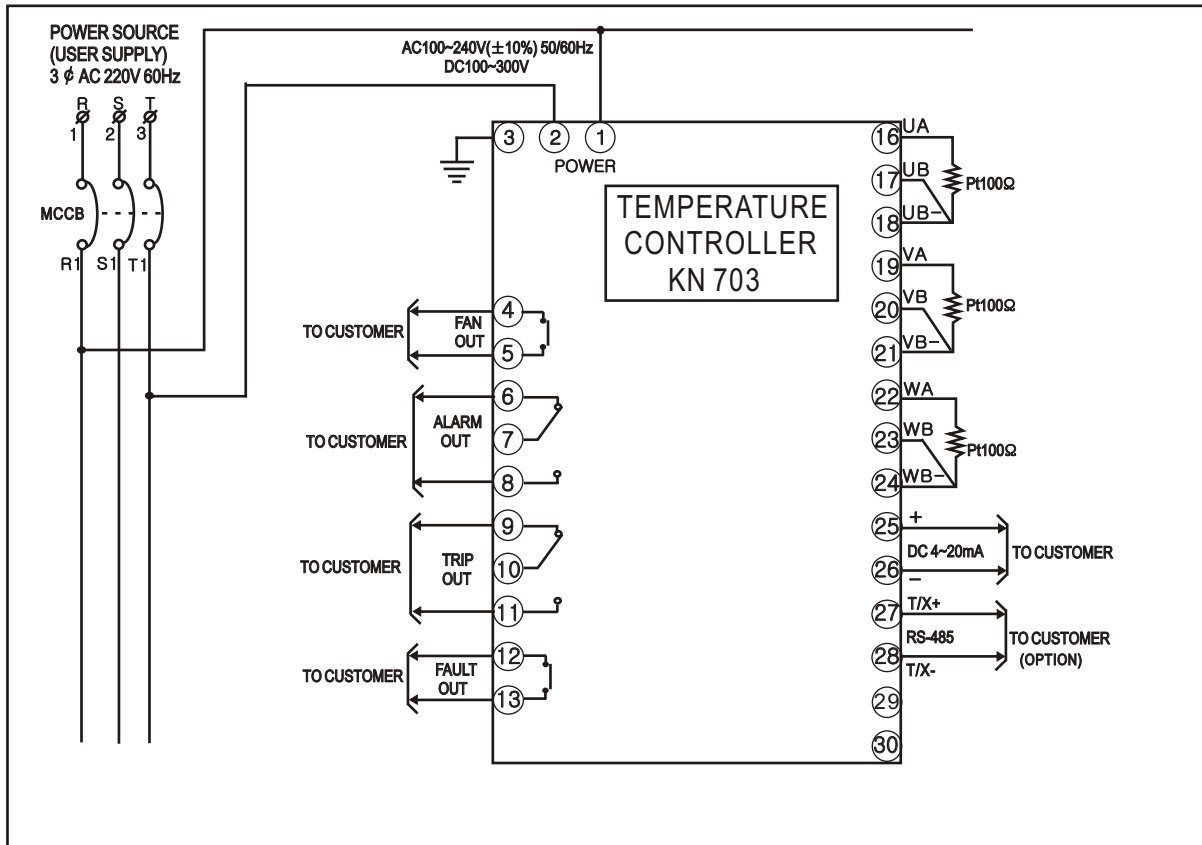 POWER SOURCE
(USER SUPPLY)
3 ∮ AC 220V 60Hz
AC100~240V(±10%) 50/60Hz
DC100~300V
R
S
T
1
2
3
MCCB
R1
S1
T1
3
2
1
POWER
TEMPERATURE
CONTROLLER
KN 703
4
FAN
OUT
5
TO CUSTOMER
6
ALARM
OUT
7
8
TO CUSTOMER
9
TRIP
OUT
10
11
TO CUSTOMER
12
FAULT
OUT
13
TO CUSTOMER
16 UA
17 UB
18 UB-
Pt100Ω
19 VA
20 VB
21 VB-
Pt100Ω
22 WA
23 WB
24 WB-
Pt100Ω
25 +
DC 4~20mA
26 −
TO CUSTOMER
27 T/X+
RS-485
28 T/X-
TO CUSTOMER
(OPTION)
29
30